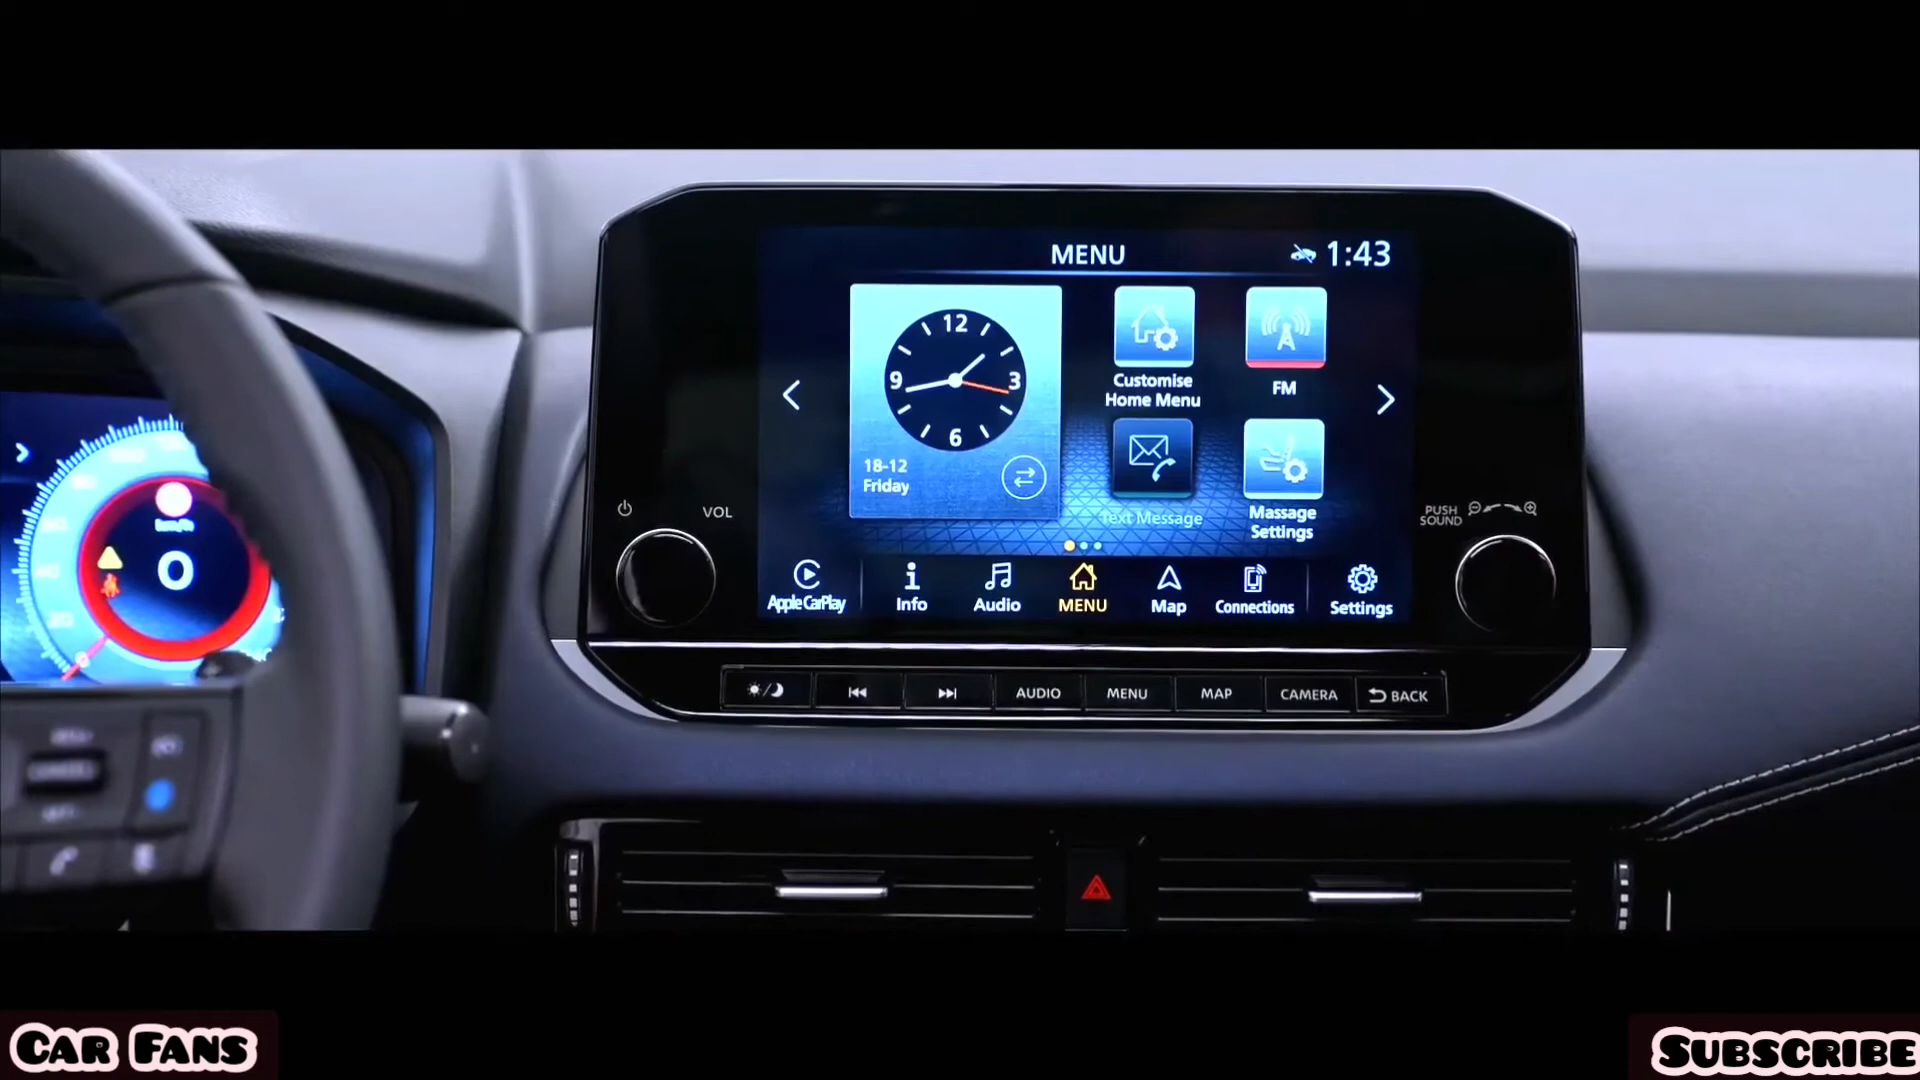 MENU
1:43
12
9
3
6
18-12
Friday
Customise
Home Menu
FM
Text Message
Massage
Settings
Apple CarPlay
Info
Audio
MENU
Map
Connections
Settings
VOL
PUSH
SOUND
AUDIO
MENU
MAP
CAMERA
BACK
0
CAR FANS
SUBSCRIBE